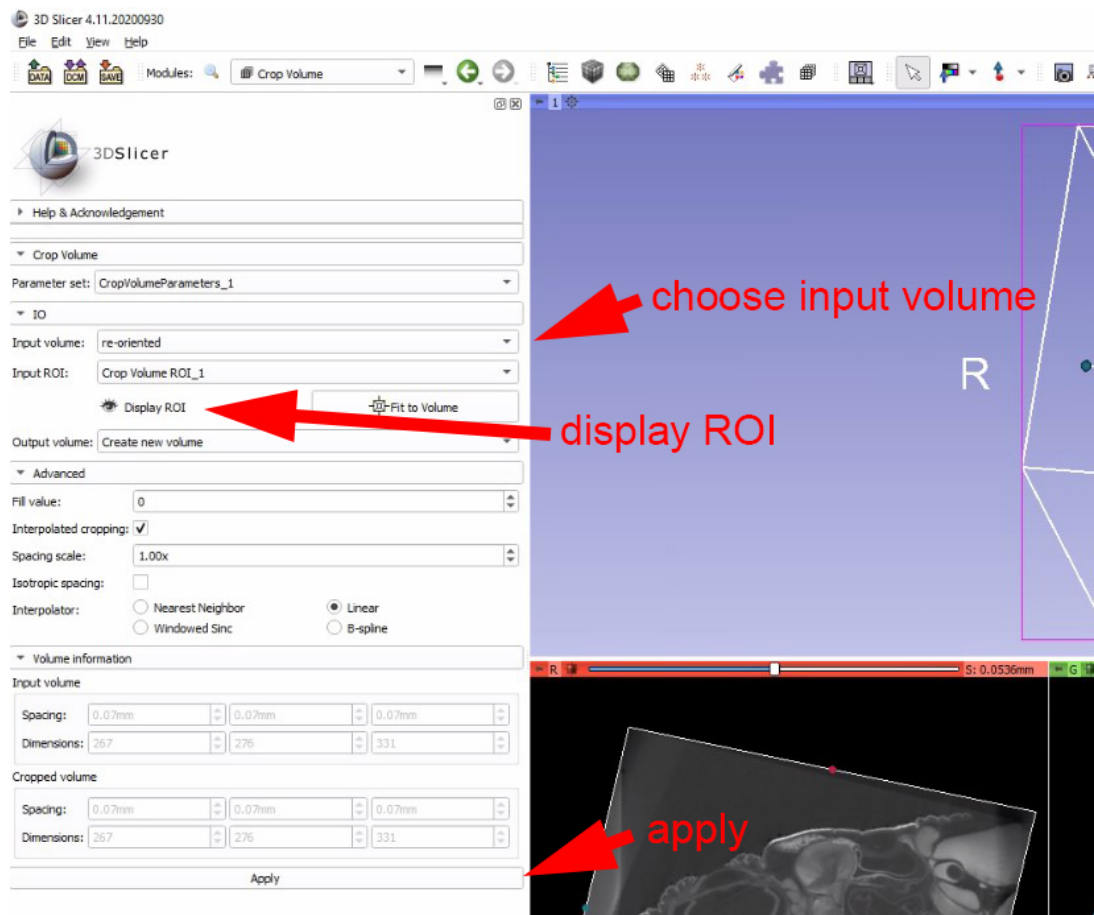 3D Slicer 4.11.20200930
File Edit View Help
DATA DCM SAVE Modules: Crop Volume
1
3DSlicer
Help & Acknowledgement
Crop Volume
Parameter set: CropVolumeParameters_1
choose input volume
IO
Input volume: re-oriented
Input ROI: Crop Volume ROI_1
R
Display ROI Fit to Volume
display ROI
Output volume: Create new volume
Advanced
Fill value: 0
Interpolated cropping:
Spacing scale: 1.00x
Isotropic spacing:
Interpolator: Nearest Neighbor Linear
Windowed Sinc B-spline
Volume information
R S: 0.0536mm G
Input volume
Spacing: 0.07mm 0.07mm 0.07mm
Dimensions: 267 276 331
Cropped volume
Spacing: 0.07mm 0.07mm 0.07mm
Dimensions: 267 276 331
apply
Apply